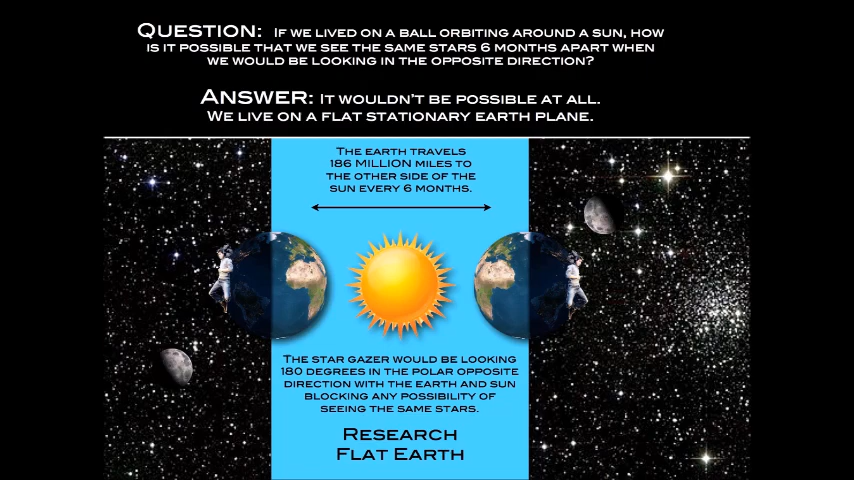 Question: If we lived on a ball orbiting around a sun, how
is it possible that we see the same stars 6 months apart when
we would be looking in the opposite direction?
Answer: It wouldn't be possible at all.
We live on a flat stationary earth plane.
The earth travels
186 million miles to
the other side of the
sun every 6 months.
The star gazer would be looking
180 degrees in the polar opposite
direction with the earth and sun
blocking any possibility of
seeing the same stars.
Research
Flat Earth